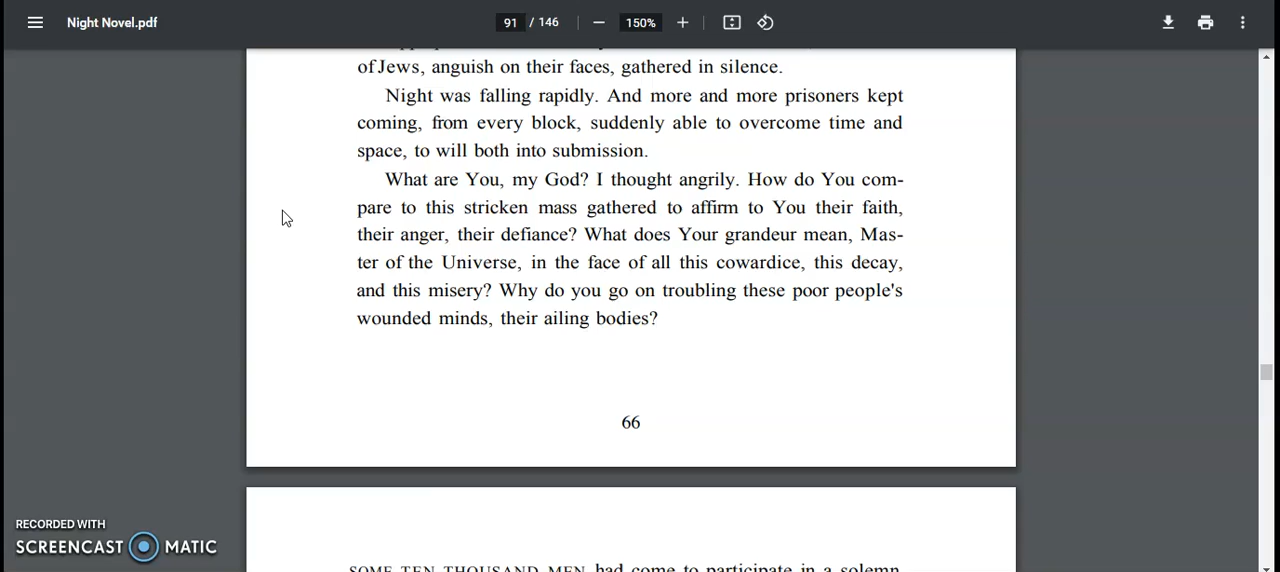 Night Novel.pdf
91 / 146
150%
of Jews, anguish on their faces, gathered in silence.
Night was falling rapidly. And more and more prisoners kept
coming, from every block, suddenly able to overcome time and
space, to will both into submission.
What are You, my God? I thought angrily. How do You com-
pare to this stricken mass gathered to affirm to You their faith,
their anger, their defiance? What does Your grandeur mean, Mas-
ter of the Universe, in the face of all this cowardice, this decay,
and this misery? Why do you go on troubling these poor people's
wounded minds, their ailing bodies?
66
RECORDED WITH
SCREENCAST MATIC
SOME TEN THOUSAND MEN had come to participate in a solemn